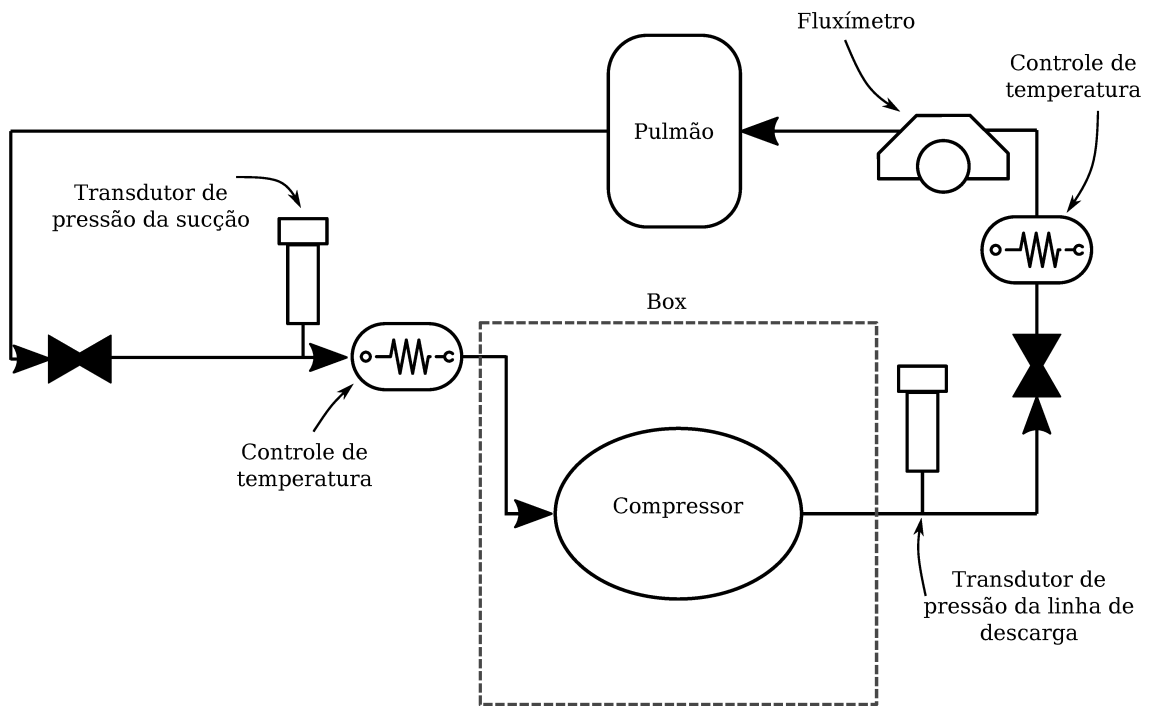 Fluxímetro
Controle de
temperatura
Pulmão
Transdutor de
pressão da sucção
Box
Controle de
temperatura
Compressor
Transdutor de
pressão da linha de
descarga